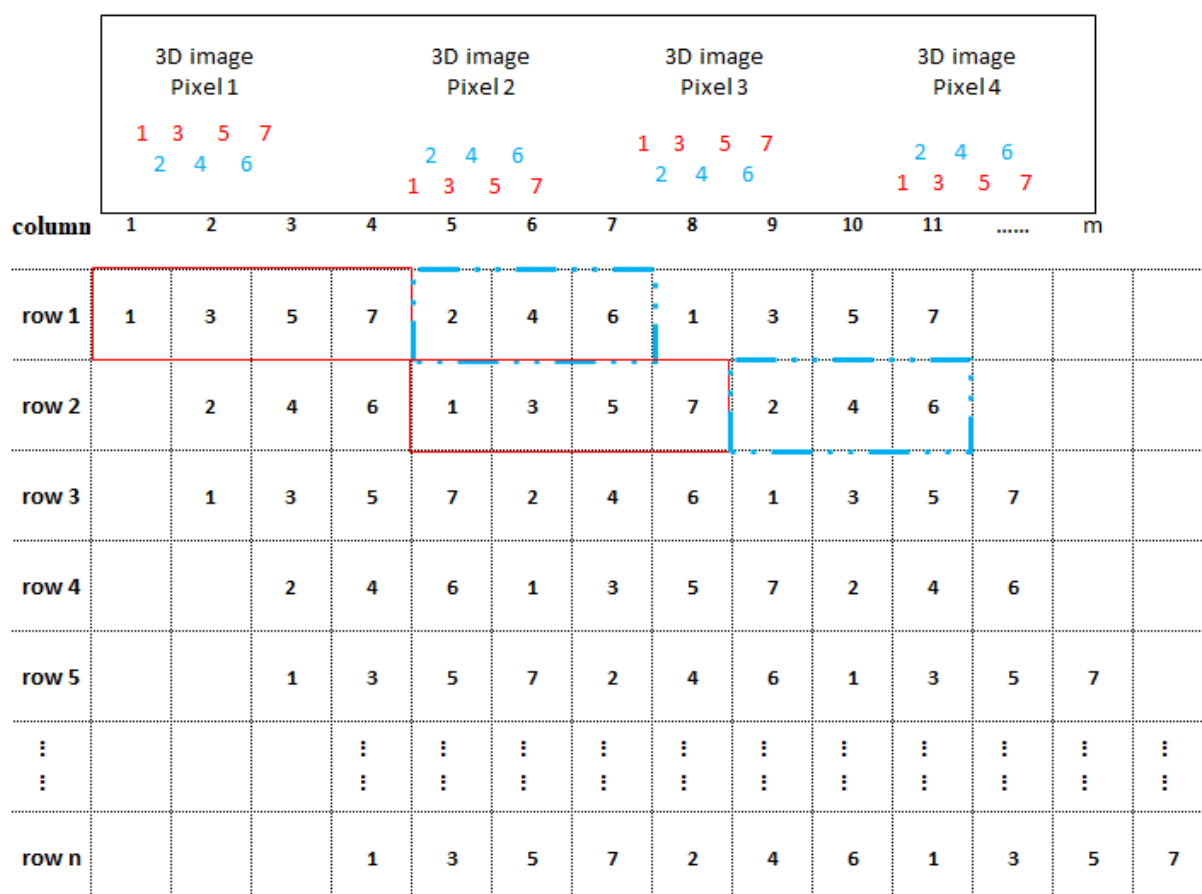 3D image 3D image 3D image 3D image
Pixel 1 Pixel 2 Pixel 3 Pixel 4
1 3 5 7 2 4 6 1 3 5 7 2 4 6
2 4 6 1 3 5 7 2 4 6 1 3 5 7
column 1 2 3 4 5 6 7 8 9 10 11 ...... m
row 1 1 3 5 7 2 4 6 1 3 5 7
row 2 2 4 6 1 3 5 7 2 4 6
row 3 1 3 5 7 2 4 6 1 3 5 7
row 4 2 4 6 1 3 5 7 2 4 6
row 5 1 3 5 7 2 4 6 1 3 5 7
⋮ ⋮ ⋮ ⋮ ⋮ ⋮ ⋮ ⋮ ⋮ ⋮ ⋮ ⋮
⋮ ⋮ ⋮ ⋮ ⋮ ⋮ ⋮ ⋮ ⋮ ⋮ ⋮ ⋮
row n 1 3 5 7 2 4 6 1 3 5 7